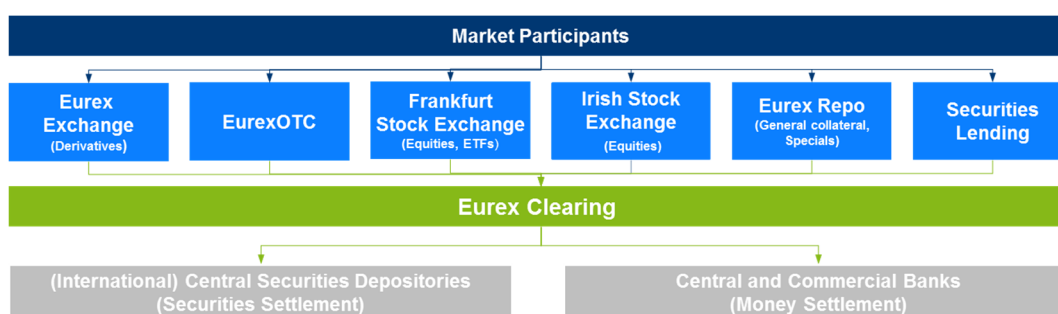 Market Participants
Eurex
Exchange
(Derivatives)
EurexOTC
Frankfurt
Stock Exchange
(Equities, ETFs)
Irish Stock
Exchange
(Equities)
Eurex Repo
(General collateral,
Specials)
Securities
Lending
Eurex Clearing
(International) Central Securities Depositories
(Securities Settlement)
Central and Commercial Banks
(Money Settlement)